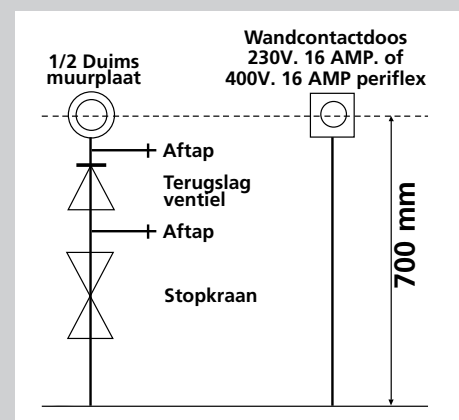 1/2 Duims
muurplaat
Wandcontactdoos
230V. 16 AMP. of
400V. 16 AMP periflex
Aftap
Terugslag
ventiel
Aftap
Stopkraan
700 mm